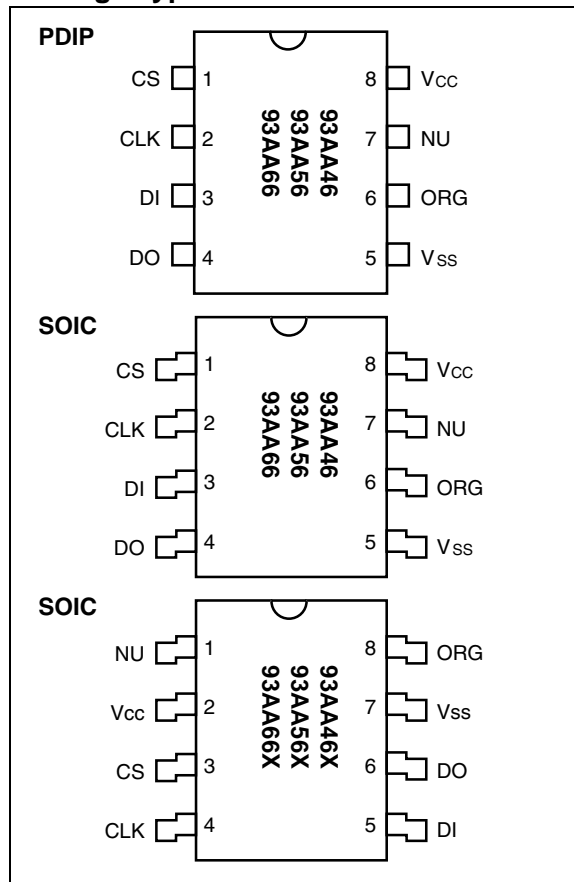 PDIP
CS 1 8 VCC
CLK 2 7 NU
DI 3 6 ORG
DO 4 5 VSS
93AA46
93AA56
93AA66
SOIC
CS 1 8 VCC
CLK 2 7 NU
DI 3 6 ORG
DO 4 5 VSS
93AA46
93AA56
93AA66
SOIC
NU 1 8 ORG
Vcc 2 7 Vss
CS 3 6 DO
CLK 4 5 DI
93AA46X
93AA56X
93AA66X